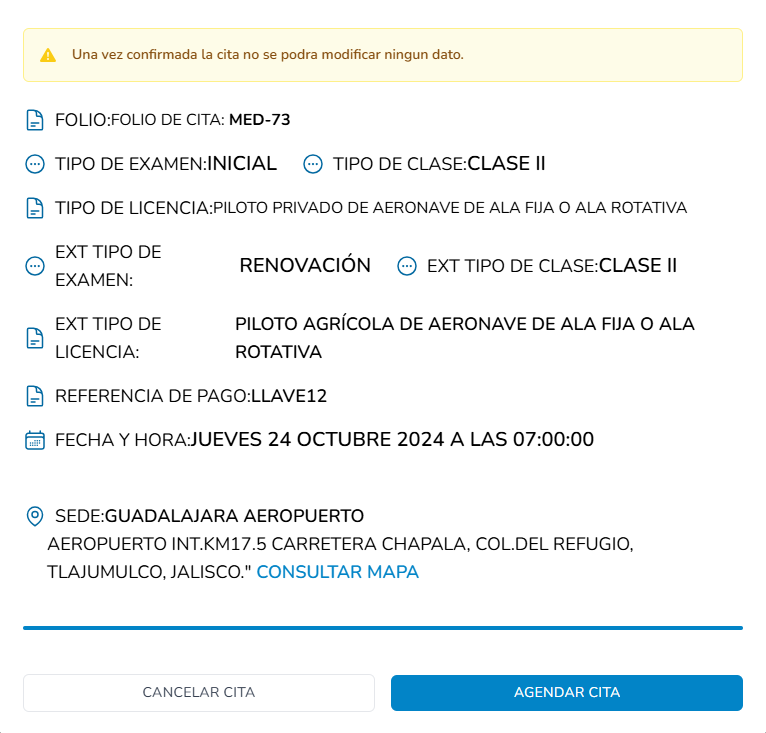 Una vez confirmada la cita no se podra modificar ningun dato.
FOLIO:FOLIO DE CITA: MED-73
TIPO DE EXAMEN:INICIAL TIPO DE CLASE:CLASE II
TIPO DE LICENCIA:PILOTO PRIVADO DE AERONAVE DE ALA FIJA O ALA ROTATIVA
EXT TIPO DE
EXAMEN:
RENOVACIÓN
EXT TIPO DE CLASE:CLASE II
EXT TIPO DE
LICENCIA:
PILOTO AGRÍCOLA DE AERONAVE DE ALA FIJA O ALA
ROTATIVA
REFERENCIA DE PAGO:LLAVE12
FECHA Y HORA:JUEVES 24 OCTUBRE 2024 A LAS 07:00:00
SEDE:GUADALAJARA AEROPUERTO
AEROPUERTO INT.KM17.5 CARRETERA CHAPALA, COL.DEL REFUGIO,
TLAJUMULCO, JALISCO." CONSULTAR MAPA
CANCELAR CITA
AGENDAR CITA